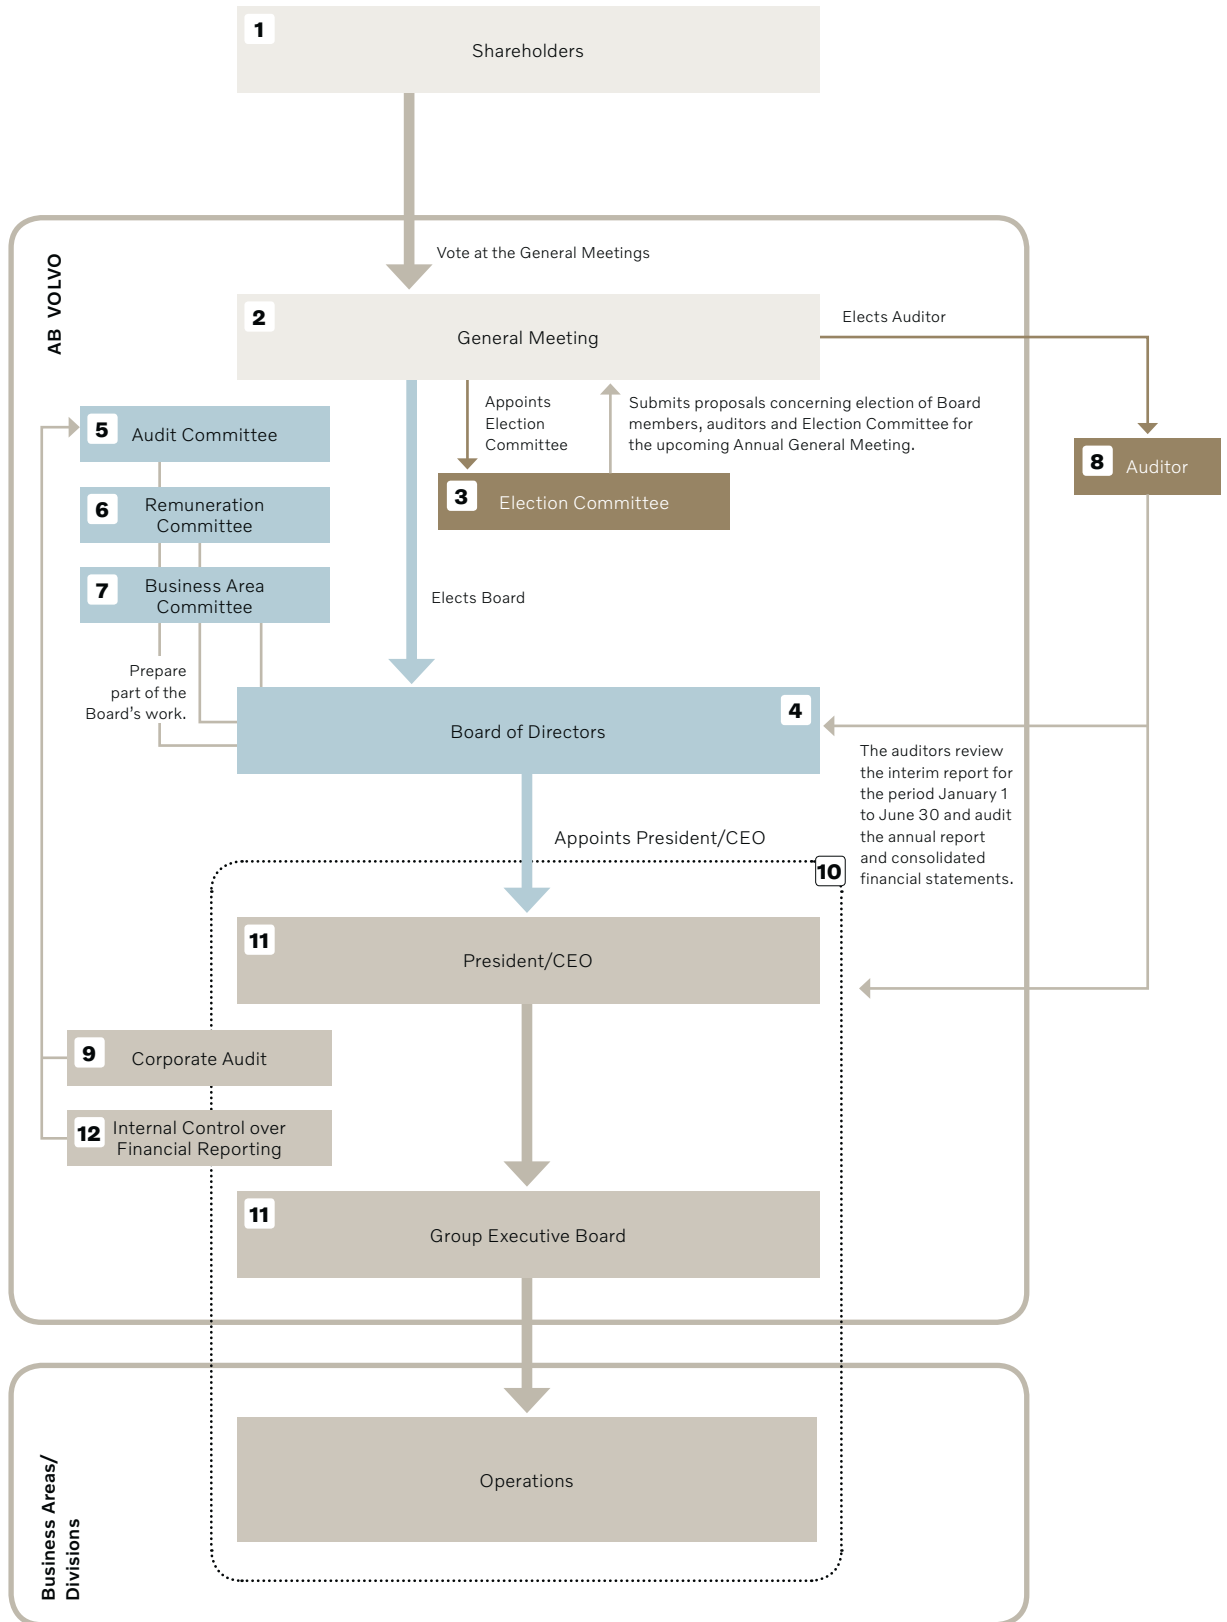 1
Shareholders
Vote at the General Meetings
AB VOLVO
2
General Meeting
Elects Auditor
Appoints
Election
Committee
Submits proposals concerning election of Board
members, auditors and Election Committee for
the upcoming Annual General Meeting.
5
Audit Committee
8
Auditor
3
Election Committee
6
Remuneration
Committee
7
Business Area
Committee
Elects Board
Prepare
part of the
Board's work.
4
Board of Directors
The auditors review
the interim report for
the period January 1
to June 30 and audit
the annual report
and consolidated
financial statements.
Appoints President/CEO
10
11
President/CEO
9
Corporate Audit
12
Internal Control over
Financial Reporting
11
Group Executive Board
Business Areas/
Divisions
Operations